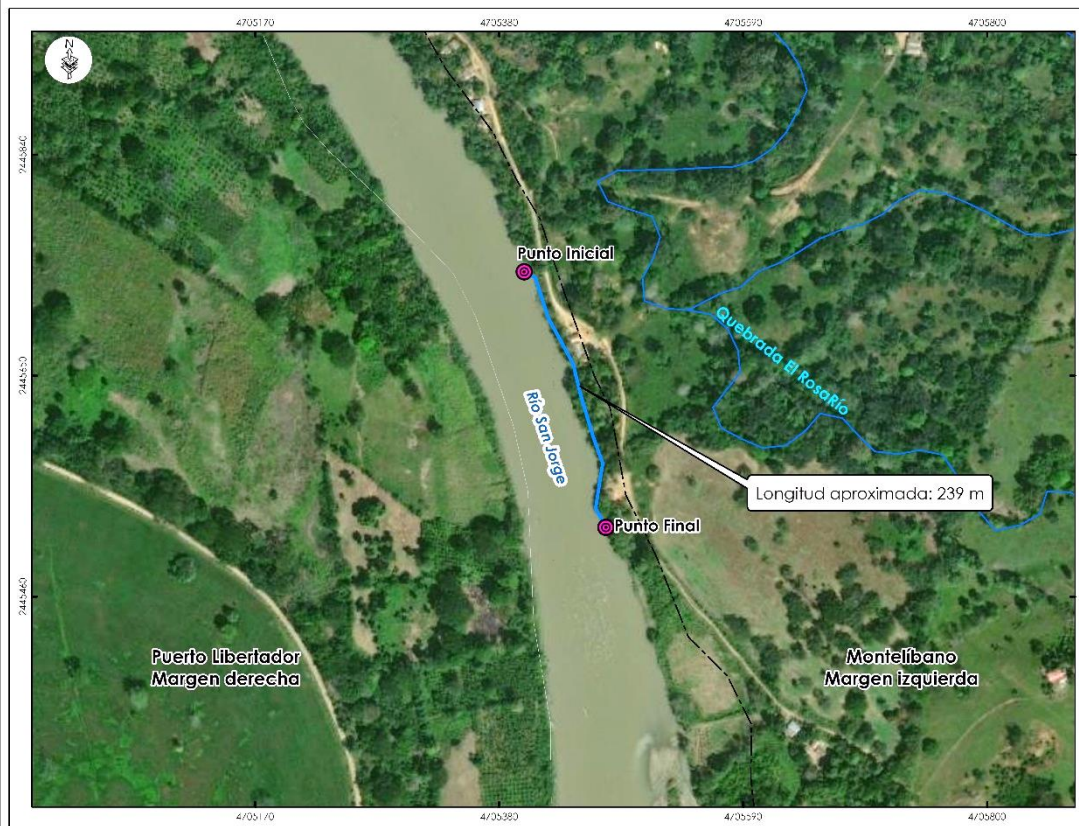 4705170
4705380
4705590
4705800
N
2445840
Punto Inicial
Quebrada El RosaRío
2445650
Río San Jorge
Longitud aproximada: 239 m
Punto Final
2445460
Puerto Libertador
Margen derecha
Montelíbano
Margen izquierda
4705170
4705380
4705590
4705800